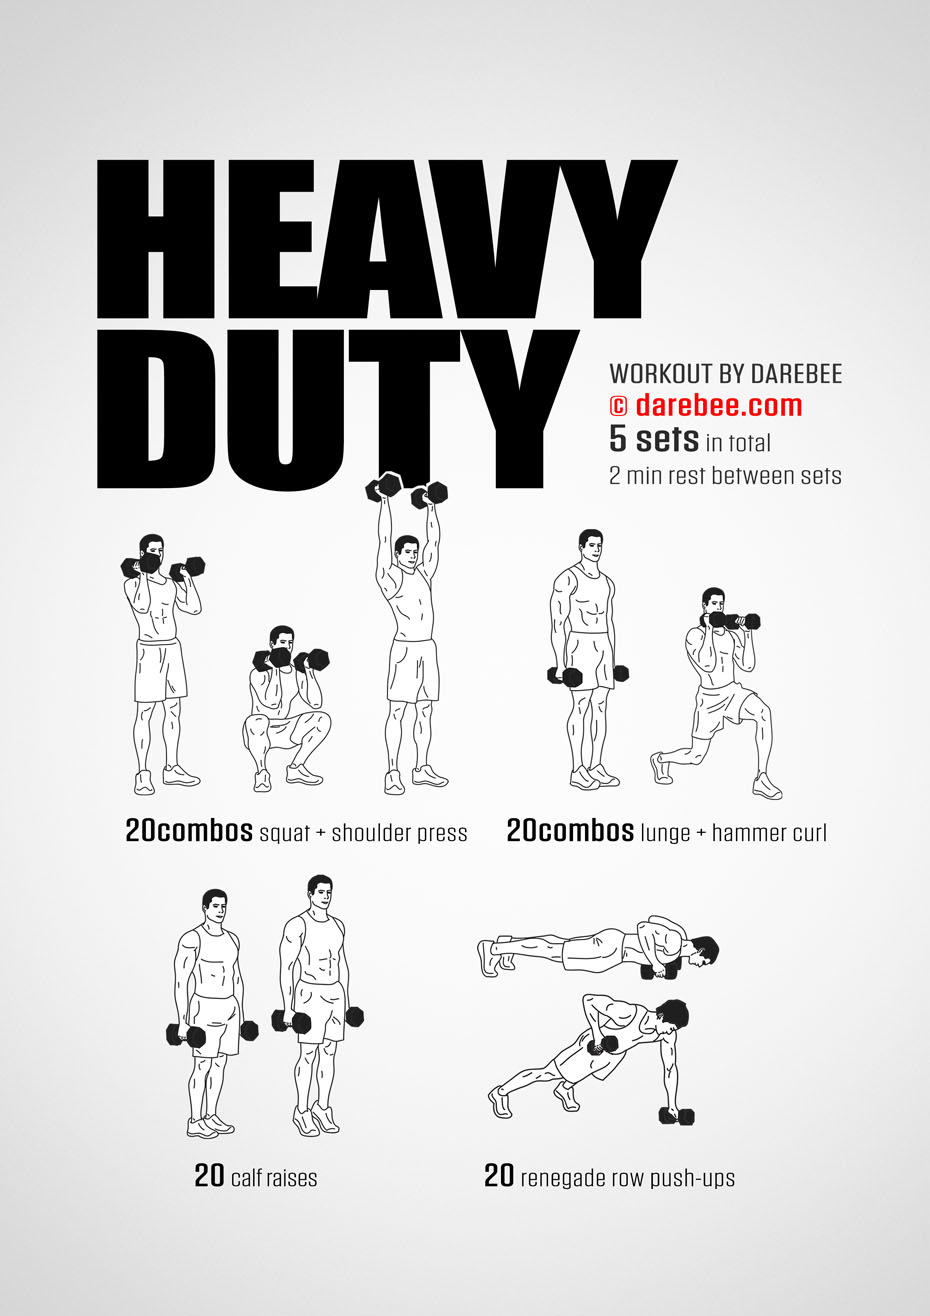 HEAVY
DUTY
WORKOUT BY DAREBEE
© darebee.com
5 sets in total
2 min rest between sets
20combos squat + shoulder press
20combos lunge + hammer curl
20 calf raises
20 renegade row push-ups